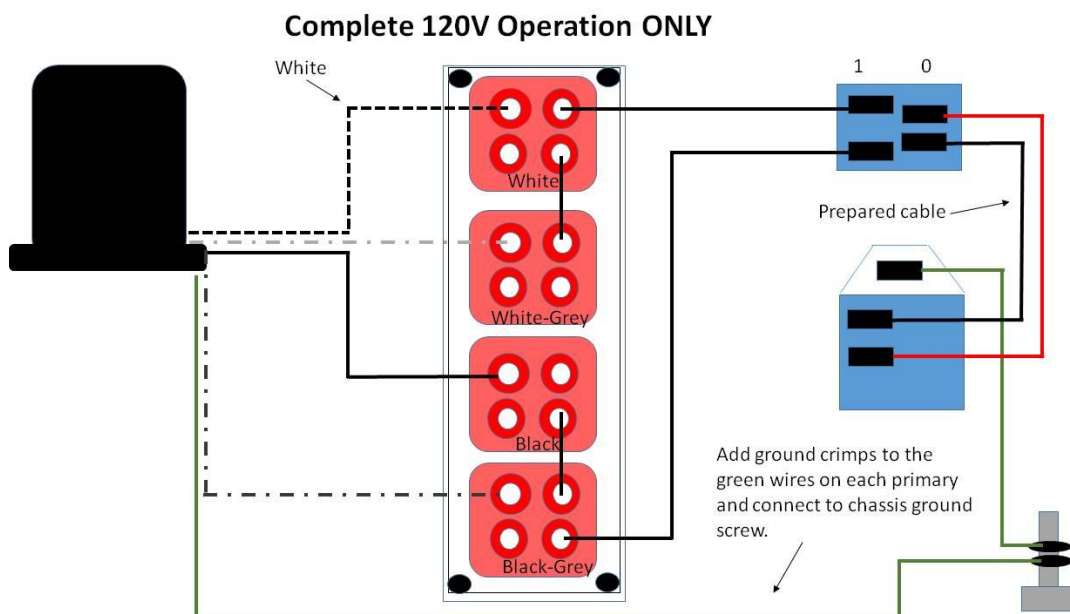 Complete 120V Operation ONLY
White
1 0
White
Prepared cable
White-Grey
Black
Add ground crimps to the
green wires on each primary
and connect to chassis ground
screw.
Black-Grey